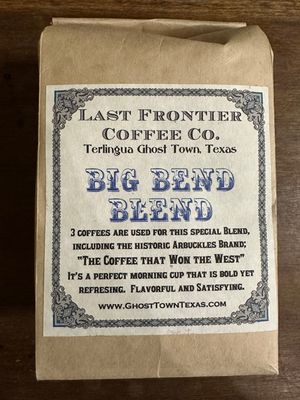 Last Frontier
Coffee Co.
Terlingua Ghost Town, Texas
BIG BEND
BLEND
3 coffees are used for this special Blend,
including the historic Arbuckles Brand;
"The Coffee that Won the West"
It's a perfect morning cup that is bold yet
refresing. Flavorful and Satisfying.
www.GhostTownTexas.com